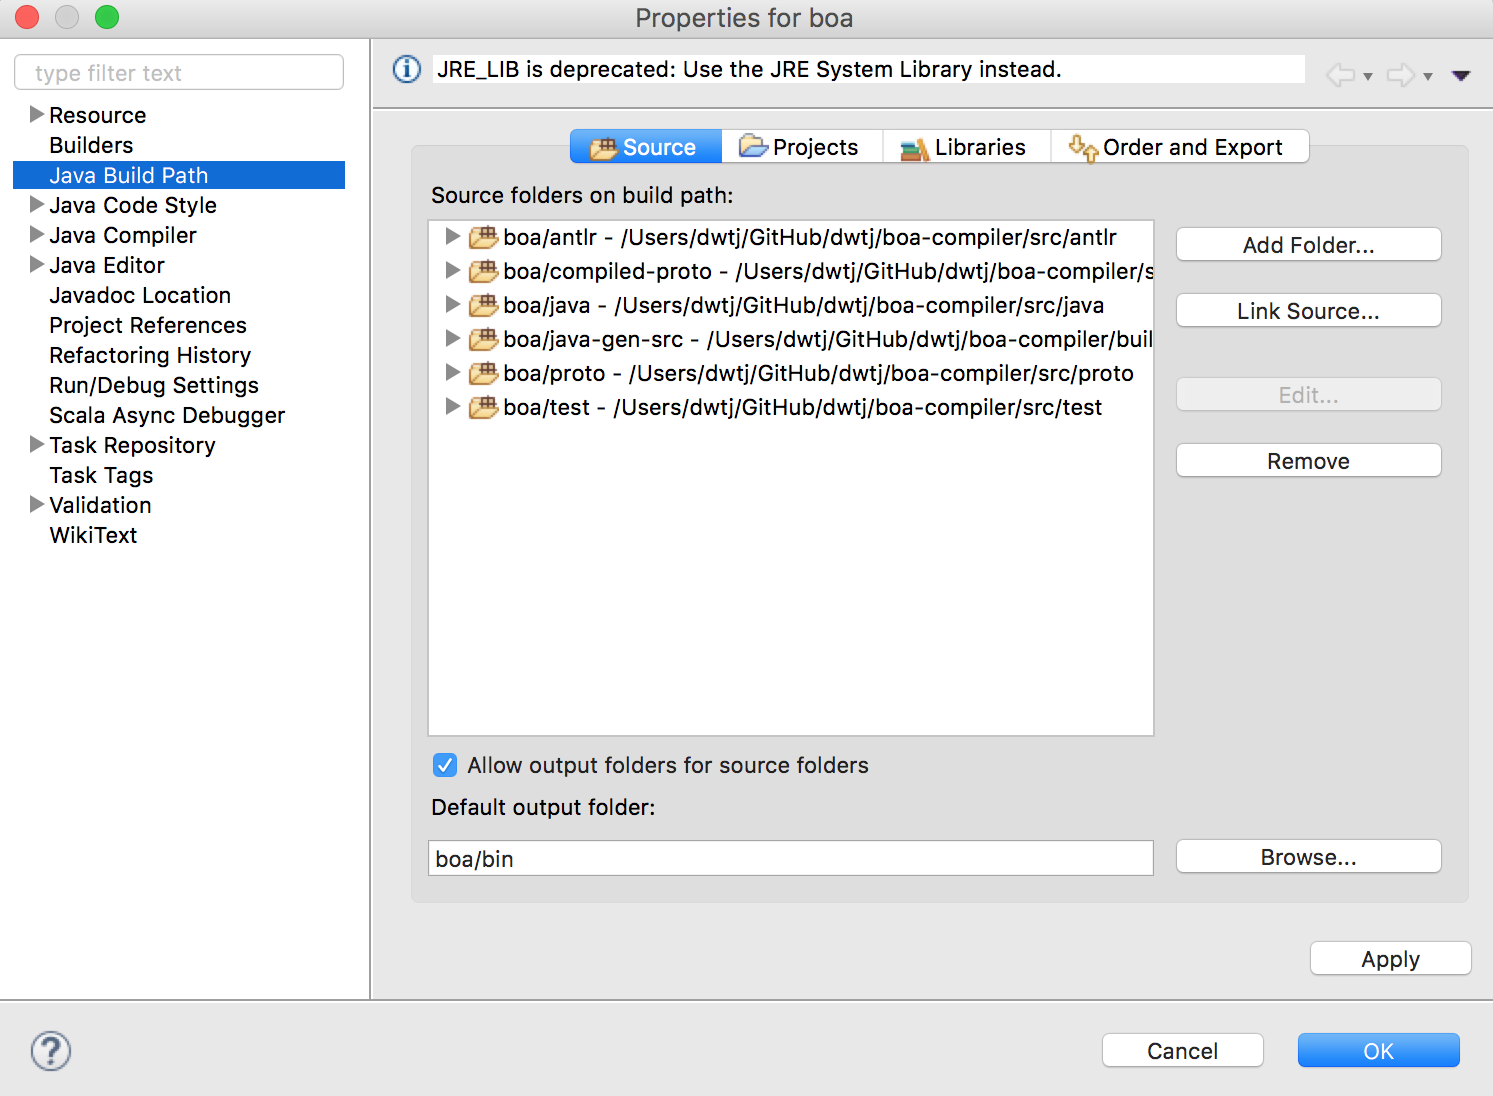 Properties for boa
type filter text
Resource
Builders
Java Build Path
Java Code Style
Java Compiler
Java Editor
Javadoc Location
Project References
Refactoring History
Run/Debug Settings
Scala Async Debugger
Task Repository
Task Tags
Validation
WikiText
JRE_LIB is deprecated: Use the JRE System Library instead.
Source Projects Libraries Order and Export
Source folders on build path:
boa/antlr - /Users/dwtj/GitHub/dwtj/boa-compiler/src/antlr
boa/compiled-proto - /Users/dwtj/GitHub/dwtj/boa-compiler/s
boa/java - /Users/dwtj/GitHub/dwtj/boa-compiler/src/java
boa/java-gen-src - /Users/dwtj/GitHub/dwtj/boa-compiler/buil
boa/proto - /Users/dwtj/GitHub/dwtj/boa-compiler/src/proto
boa/test - /Users/dwtj/GitHub/dwtj/boa-compiler/src/test
Add Folder...
Link Source...
Edit...
Remove
Allow output folders for source folders
Default output folder:
boa/bin
Browse...
Apply
Cancel
OK